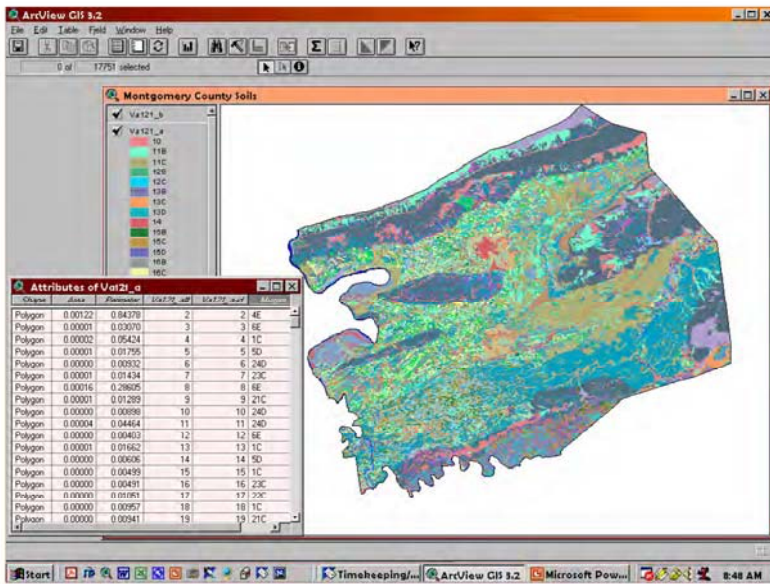 ArcView GIS 3.2
File Edit Table Field Window Help
0 of 17751 selected
Montgomery County Soils
Va121_b
Va121_a
10
11B
11C
12B
12C
13B
13C
13D
14
15B
15C
15D
16B
16C
Attributes of Va121_a
Shape Area Perimeter
Polygon 0.00122 0.84378 2 2 4E
Polygon 0.00001 0.03070 3 3 6E
Polygon 0.00002 0.05424 4 4 1C
Polygon 0.00001 0.01755 5 5 5D
Polygon 0.00000 0.00932 6 6 24D
Polygon 0.00001 0.01434 7 7 23C
Polygon 0.00016 0.28605 8 8 6E
Polygon 0.00001 0.01289 9 9 21C
Polygon 0.00000 0.00898 10 10 24D
Polygon 0.00004 0.04464 11 11 24D
Polygon 0.00000 0.00403 12 12 6E
Polygon 0.00001 0.01662 13 13 1C
Polygon 0.00000 0.00606 14 14 5D
Polygon 0.00000 0.00499 15 15 1C
Polygon 0.00000 0.00491 16 16 23C
Polygon 0.00000 0.01051 17 17 22C
Polygon 0.00000 0.00957 18 18 1C
Polygon 0.00000 0.00941 19 19 21C
Start Timekeeping/... ArcView GIS 3.2 Microsoft Pow... 8:48 AM